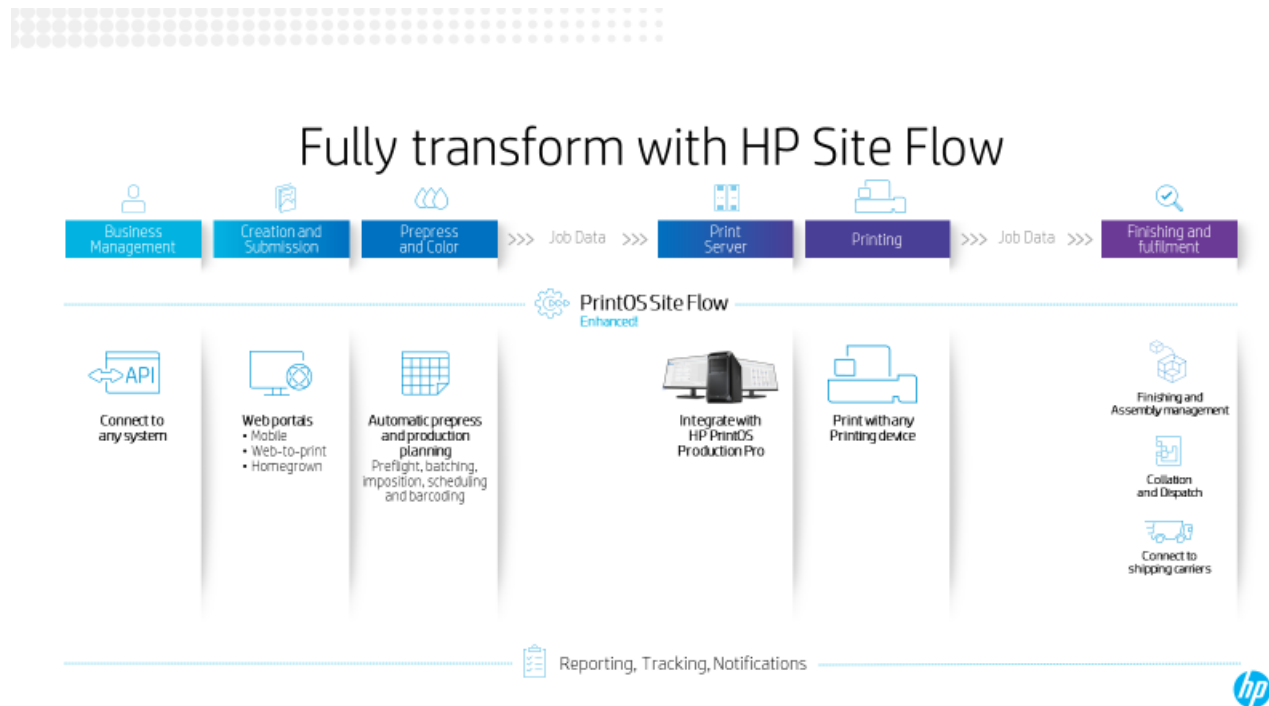 Fully transform with HP Site Flow
Business
Management
Creation and
Submission
Prepress
and Color
>>> Job Data >>>
Print
Server
Printing
>>> Job Data >>>
Finishing and
fulfilment
PrintOS Site Flow
Enhanced!
API
Connect to
any system
Web portals
• Mobile
• Web-to-print
• Homegrown
Automatic prepress
and production
planning
Preflight, batching,
imposition, scheduling
and barcoding
Integrate with
HP PrintOS
Production Pro
Print with any
Printing device
Finishing and
Assembly management
Collation
and Dispatch
Connect to
shipping carriers
Reporting, Tracking, Notifications
hp